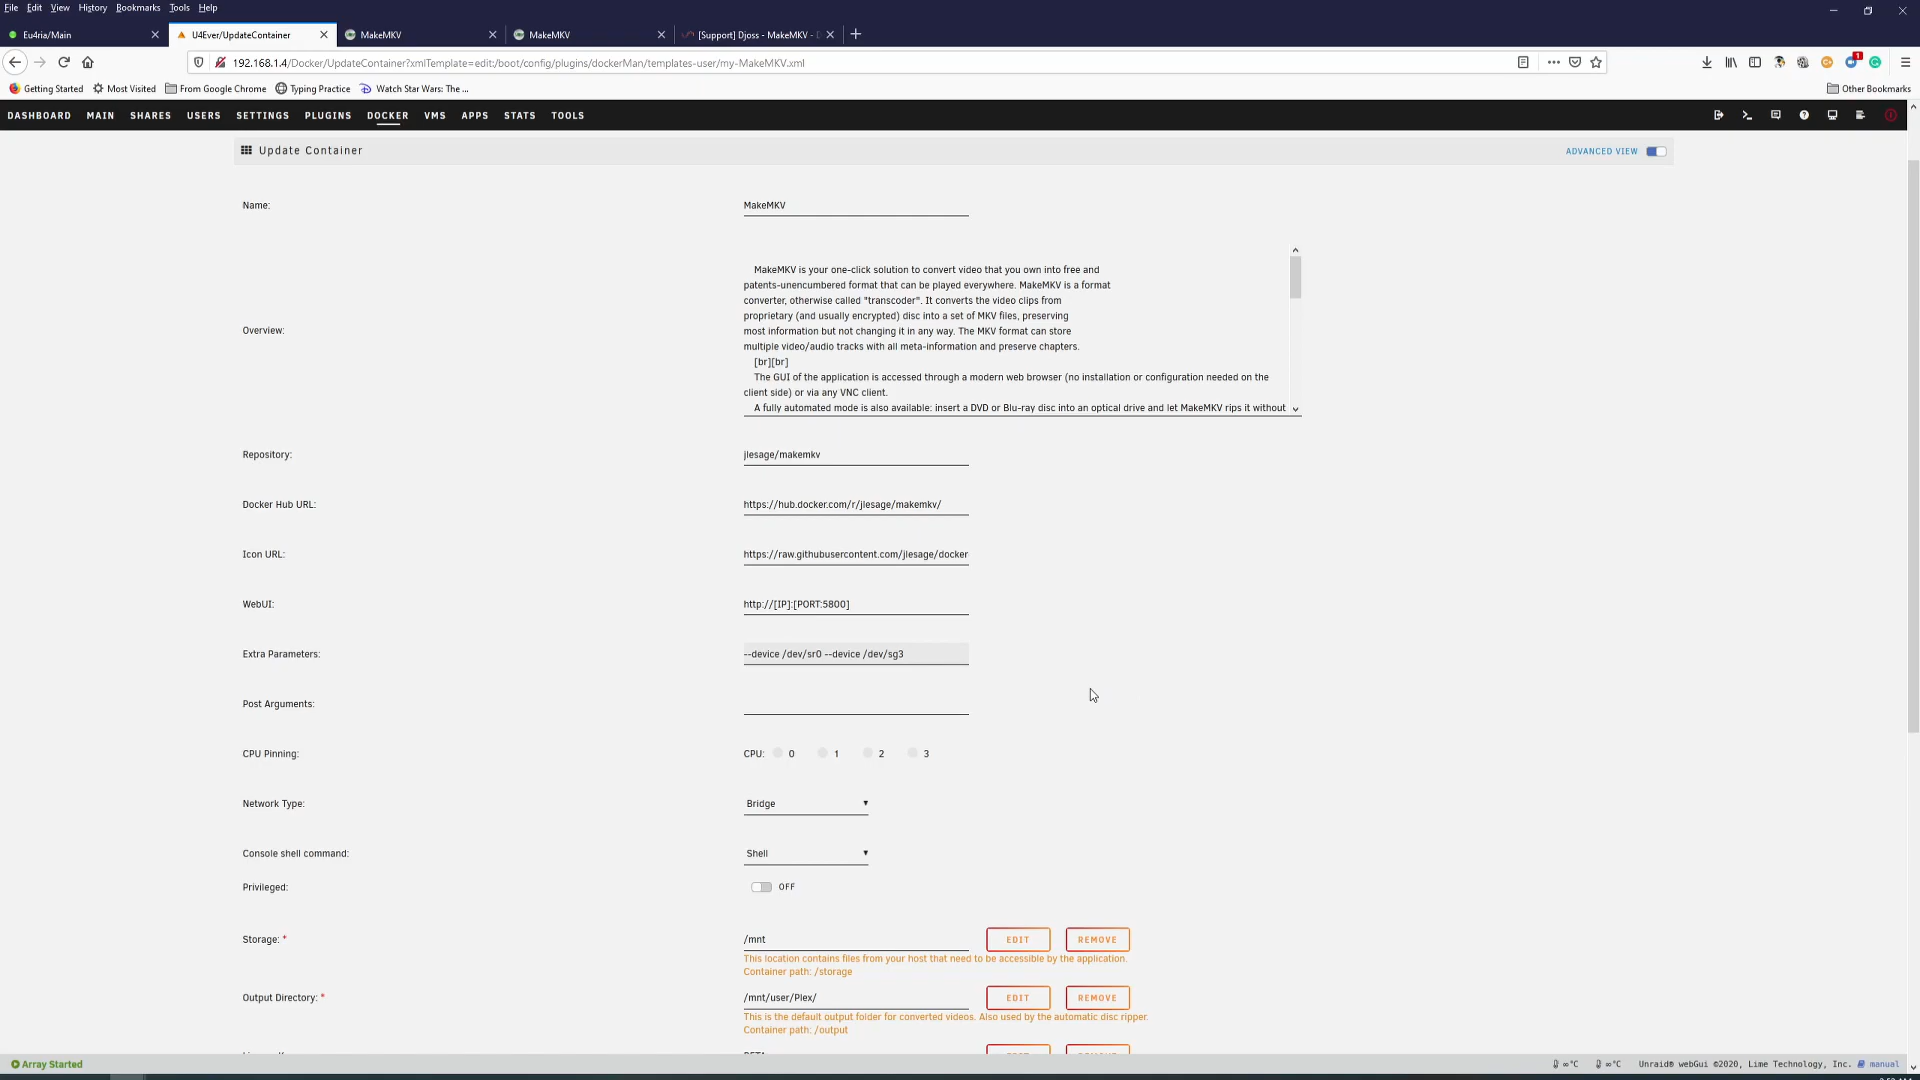 File Edit View History Bookmarks Tools Help
Eu4ria/Main U4Ever/UpdateContainer MakeMKV MakeMKV [Support] Djoss - MakeMKV -
192.168.1.4/Docker/UpdateContainer?xmlTemplate=edit:/boot/config/plugins/dockerMan/templates-user/my-MakeMKV.xml
1
Getting Started Most Visited From Google Chrome Typing Practice Watch Star Wars: The ... Other Bookmarks
DASHBOARD MAIN SHARES USERS SETTINGS PLUGINS DOCKER VMS APPS STATS TOOLS
Update Container ADVANCED VIEW
Name: MakeMKV
Overview:
MakeMKV is your one-click solution to convert video that you own into free and
patents-unencumbered format that can be played everywhere. MakeMKV is a format
converter, otherwise called "transcoder". It converts the video clips from
proprietary (and usually encrypted) disc into a set of MKV files, preserving
most information but not changing it in any way. The MKV format can store
multiple video/audio tracks with all meta-information and preserve chapters.
[br][br]
The GUI of the application is accessed through a modern web browser (no installation or configuration needed on the
client side) or via any VNC client.
A fully automated mode is also available: insert a DVD or Blu-ray disc into an optical drive and let MakeMKV rips it without
Repository: jlesage/makemkv
Docker Hub URL: https://hub.docker.com/r/jlesage/makemkv/
Icon URL: https://raw.githubusercontent.com/jlesage/docker
WebUI: http://[IP]:[PORT:5800]
Extra Parameters: --device /dev/sr0 --device /dev/sg3
Post Arguments:
CPU Pinning: CPU: 0 1 2 3
Network Type: Bridge
Console shell command: Shell
Privileged: OFF
Storage: * /mnt EDIT REMOVE
This location contains files from your host that need to be accessible by the application.
Container path: /storage
Output Directory: * /mnt/user/Plex/ EDIT REMOVE
This is the default output folder for converted videos. Also used by the automatic disc ripper.
Container path: /output
Array Started ∞°C ∞°C Unraid® webGui ©2020, Lime Technology, Inc. manual